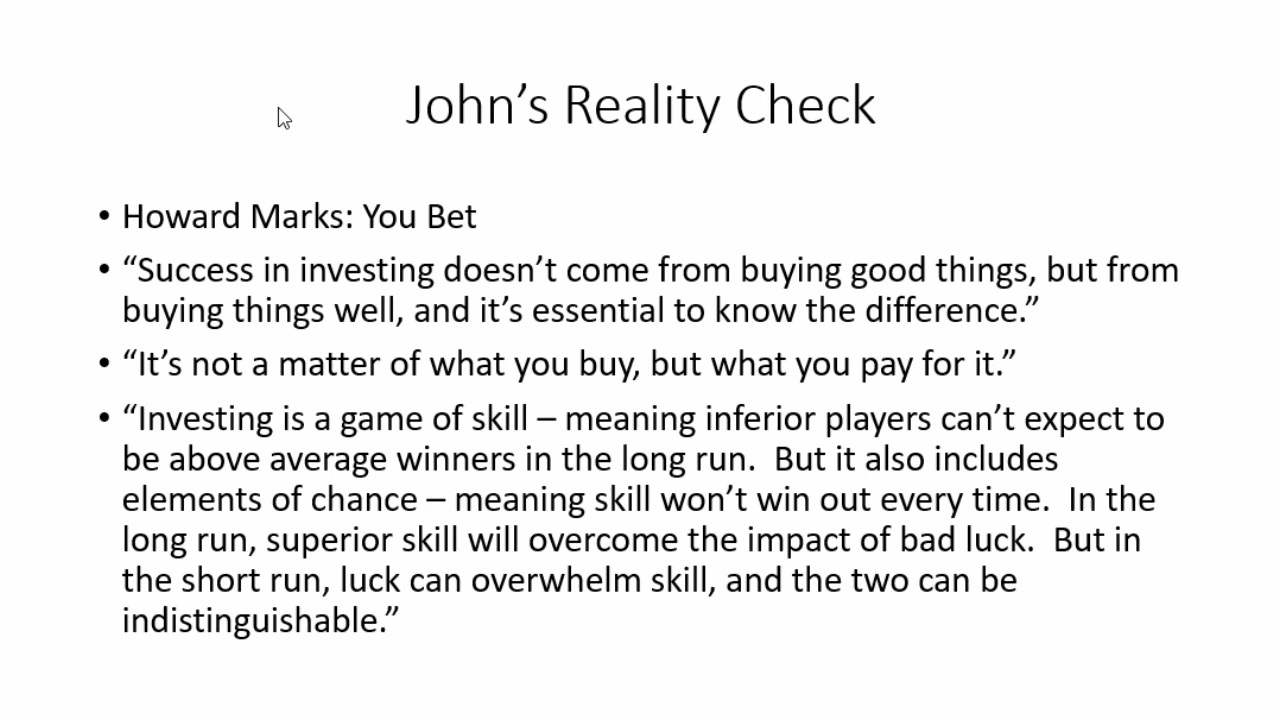 John’s Reality Check
• Howard Marks: You Bet
• “Success in investing doesn’t come from buying good things, but from
buying things well, and it’s essential to know the difference.”
• “It’s not a matter of what you buy, but what you pay for it.”
• “Investing is a game of skill – meaning inferior players can’t expect to
be above average winners in the long run.  But it also includes
elements of chance – meaning skill won’t win out every time.  In the
long run, superior skill will overcome the impact of bad luck.  But in
the short run, luck can overwhelm skill, and the two can be
indistinguishable.”